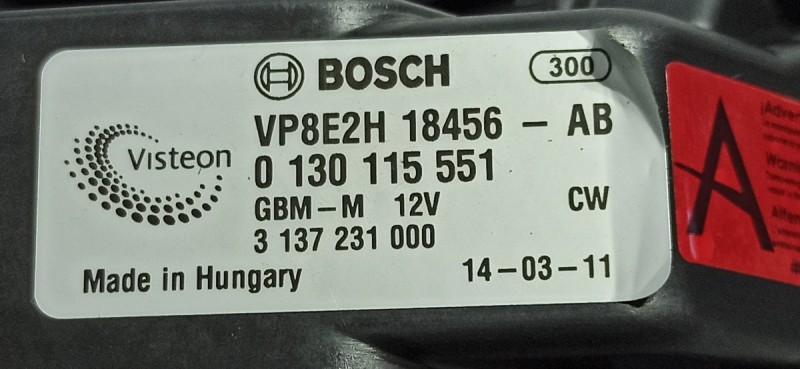 BOSCH 300
VP8E2H 18456 - AB
Visteon
0 130 115 551
GBM-M 12V CW
3 137 231 000
Made in Hungary 14-03-11
A